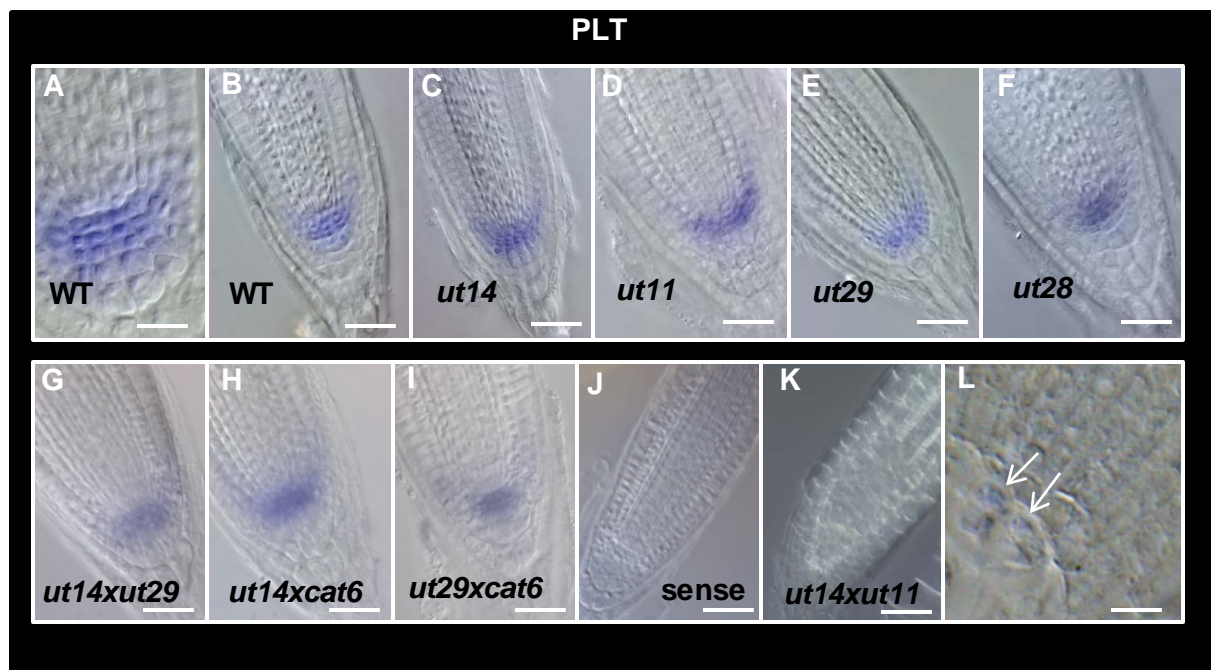 PLT
A B C D E F
WT WT ut14 ut11 ut29 ut28
G H I J K L
ut14xut29 ut14xcat6 ut29xcat6 sense ut14xut11